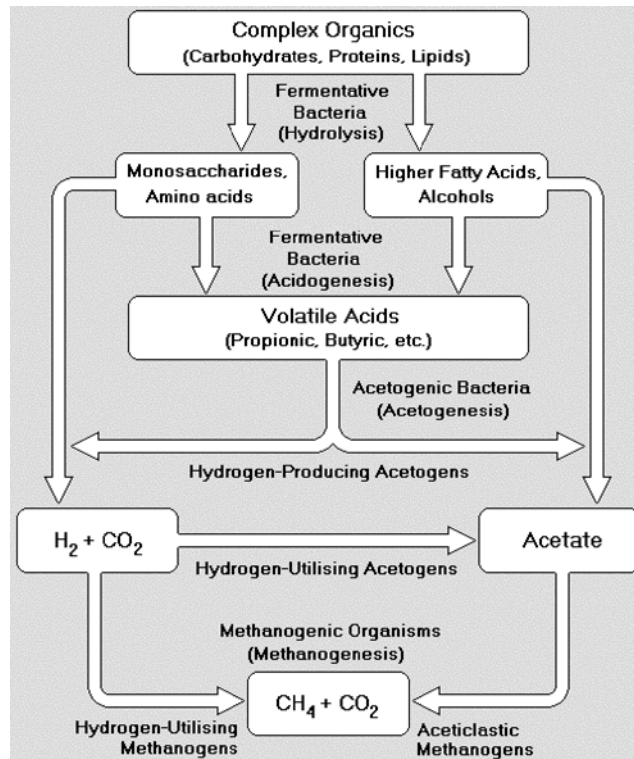 Complex Organics
(Carbohydrates, Proteins, Lipids)
Fermentative
Bacteria
(Hydrolysis)
Monosaccharides,
Amino acids
Higher Fatty Acids,
Alcohols
Fermentative
Bacteria
(Acidogenesis)
Volatile Acids
(Propionic, Butyric, etc.)
Acetogenic Bacteria
(Acetogenesis)
Hydrogen-Producing Acetogens
H₂ + CO₂
Acetate
Hydrogen-Utilising Acetogens
Methanogenic Organisms
(Methanogenesis)
CH₄ + CO₂
Hydrogen-Utilising
Methanogens
Aceticlastic
Methanogens